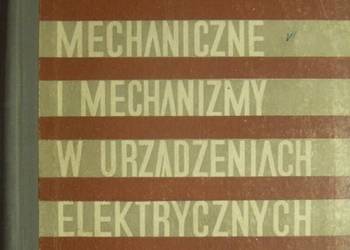 MECHANICZNE
I MECHANIZMY
W URZĄDZENIACH
ELEKTRYCZNYCH